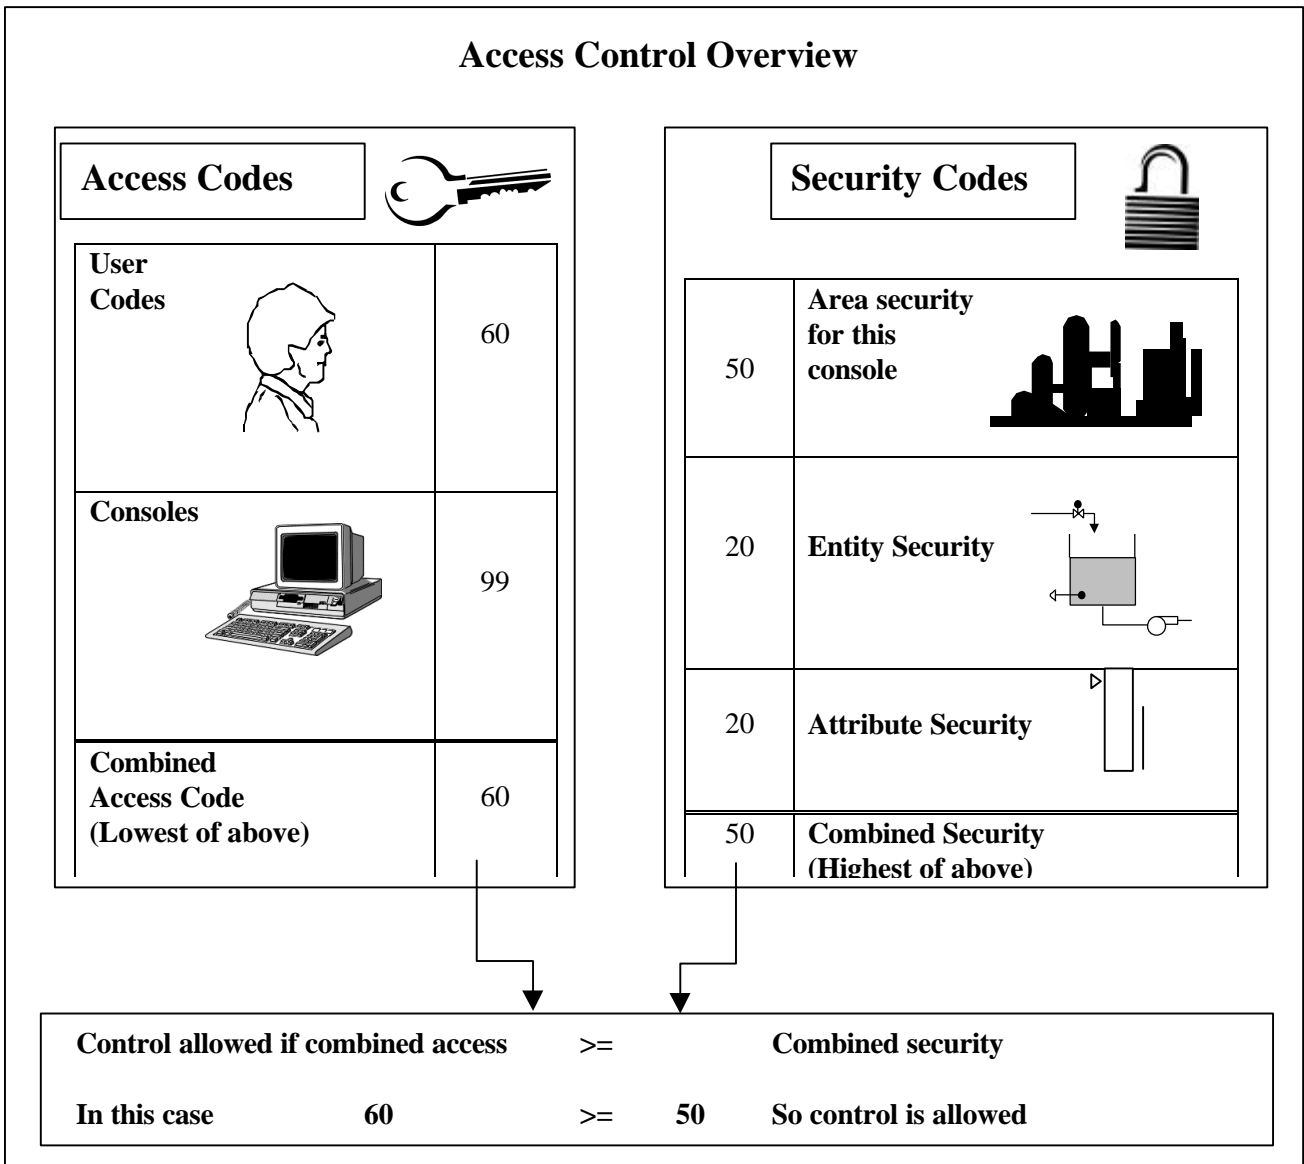 Access Control Overview
Access Codes
User
Codes
60
Consoles
99
Combined
Access Code
(Lowest of above)
60
Security Codes
50
Area security
for this
console
20
Entity Security
20
Attribute Security
50
Combined Security
(Highest of above)
Control allowed if combined access >= Combined security
In this case 60 >= 50 So control is allowed